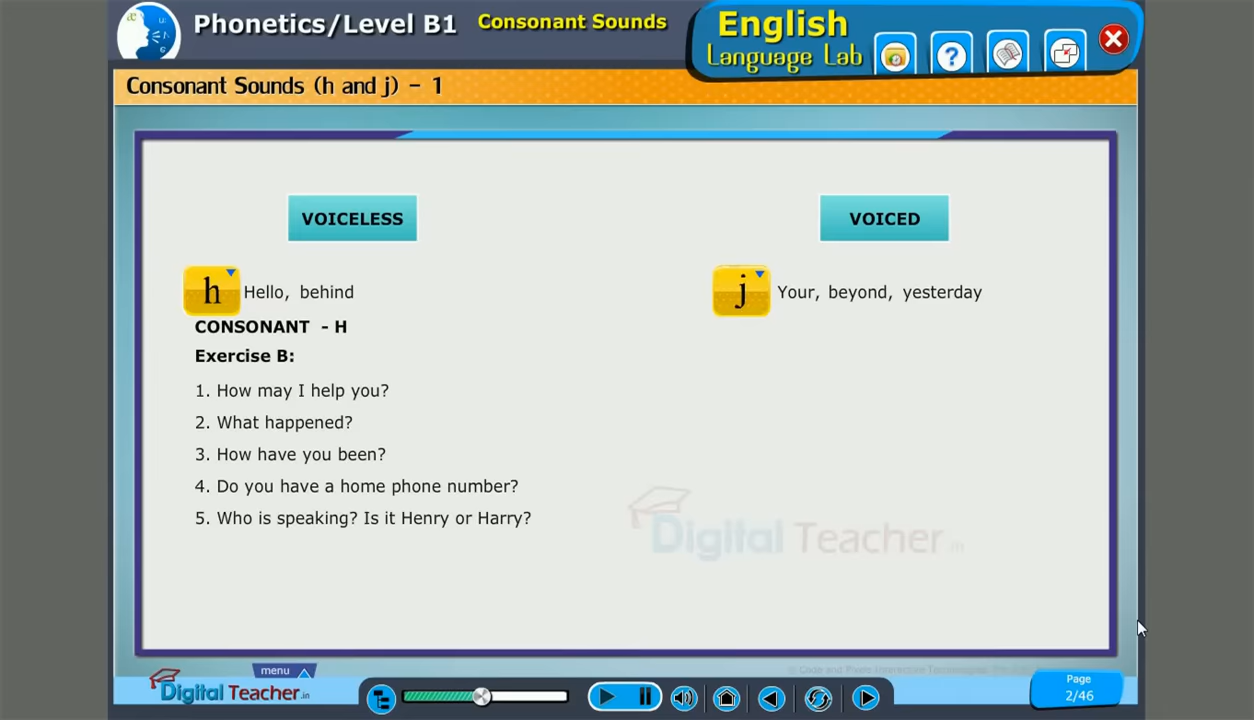 Phonetics/Level B1
Consonant Sounds
English
Language Lab
Consonant Sounds (h and j) - 1
VOICELESS
VOICED
h Hello, behind
j Your, beyond, yesterday
CONSONANT - H
Exercise B:
1. How may I help you?
2. What happened?
3. How have you been?
4. Do you have a home phone number?
5. Who is speaking? Is it Henry or Harry?
Digital Teacher.in
menu
Digital Teacher.in
Page
2/46